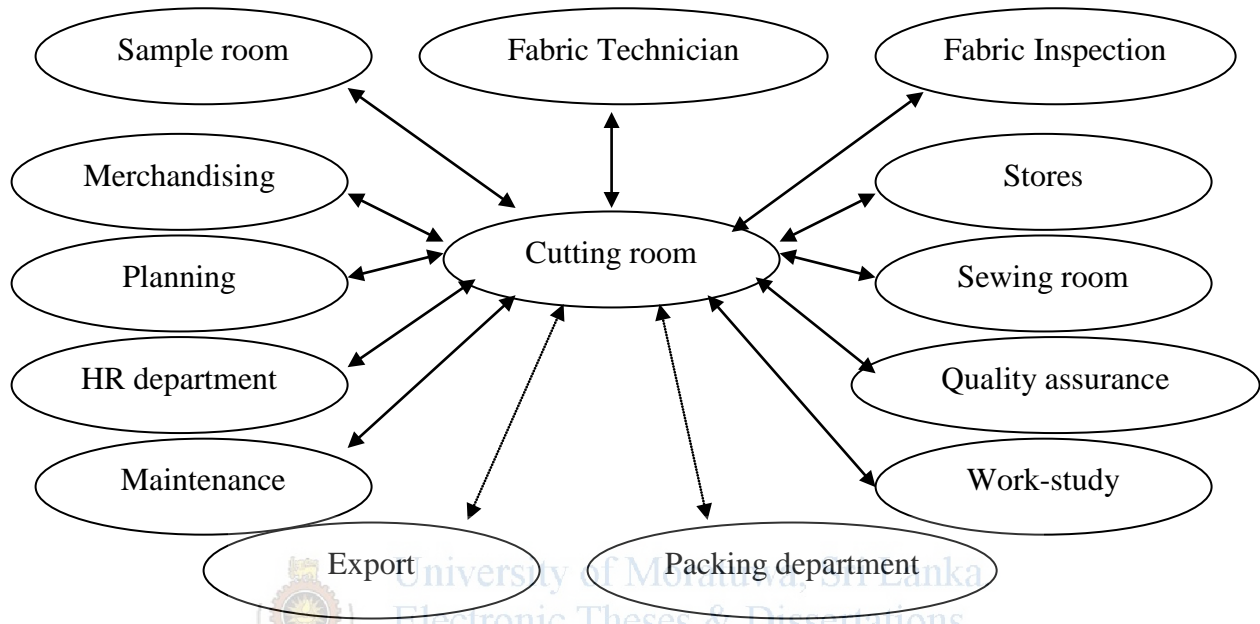 Sample room
Fabric Technician
Fabric Inspection
Merchandising
Stores
Cutting room
Planning
Sewing room
HR department
Quality assurance
Maintenance
Work-study
Export
Packing department
University of Moratuwa, Sri Lanka
Electronic Theses & Dissertations